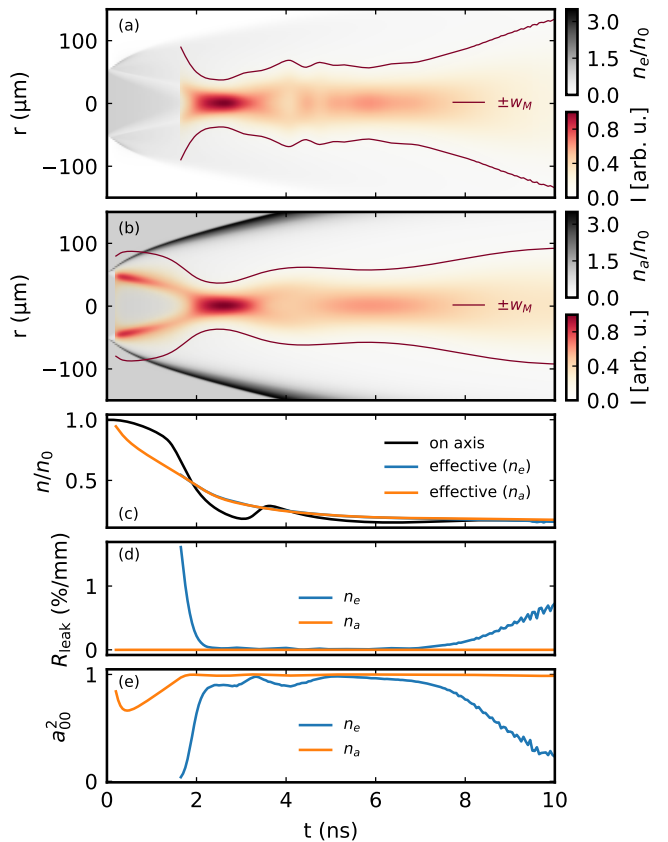 (a)
100
0
−100
r (μm)
±w_M
3.0
1.5
0.0
n_e/n_0
0.8
0.4
0.0
I [arb. u.]
(b)
100
0
−100
r (μm)
±w_M
3.0
1.5
0.0
n_a/n_0
0.8
0.4
0.0
I [arb. u.]
1.0
0.5
n/n_0
(c)
on axis
effective (n_e)
effective (n_a)
(d)
1
0
R_leak (%/mm)
n_e
n_a
(e)
1
0
a_00^2
n_e
n_a
0
2
4
6
8
10
t (ns)